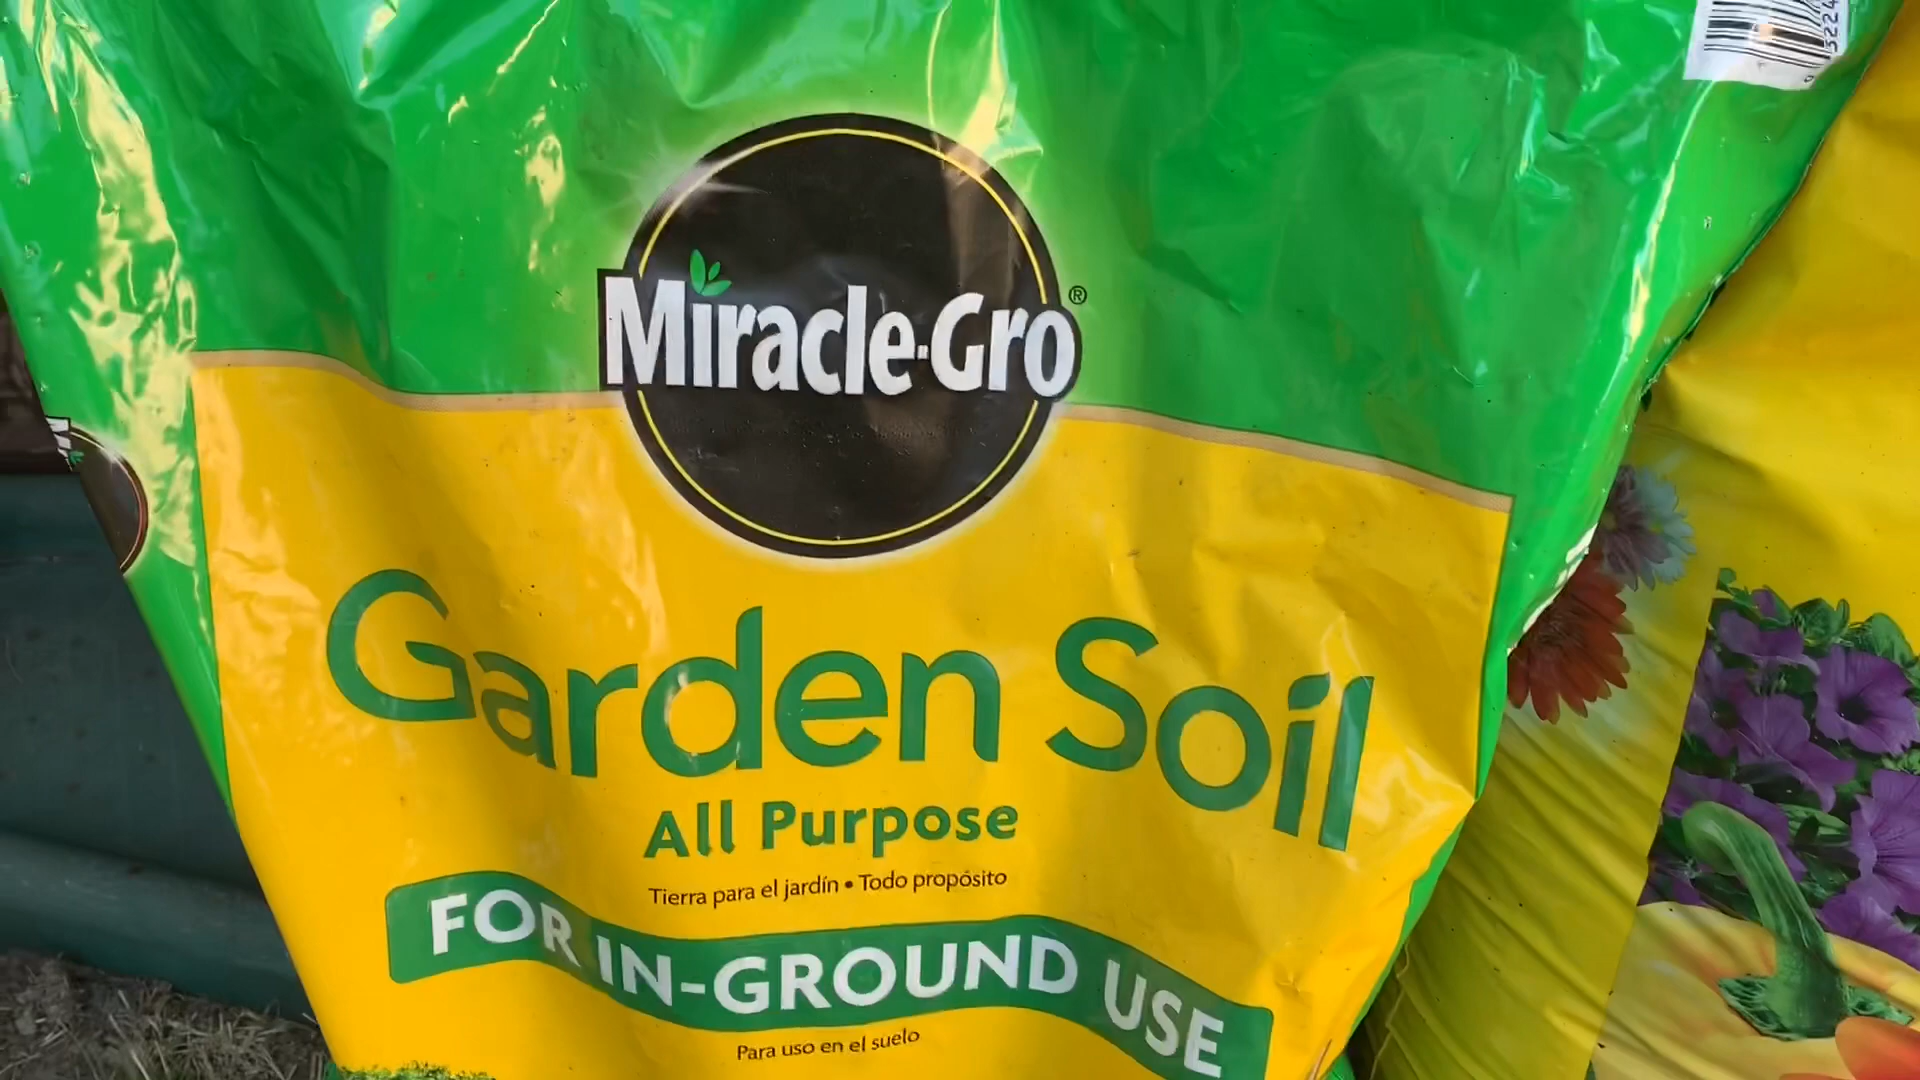 Miracle-Gro®
Garden Soil
All Purpose
Tierra para el jardín • Todo propósito
FOR IN-GROUND USE
Para uso en el suelo